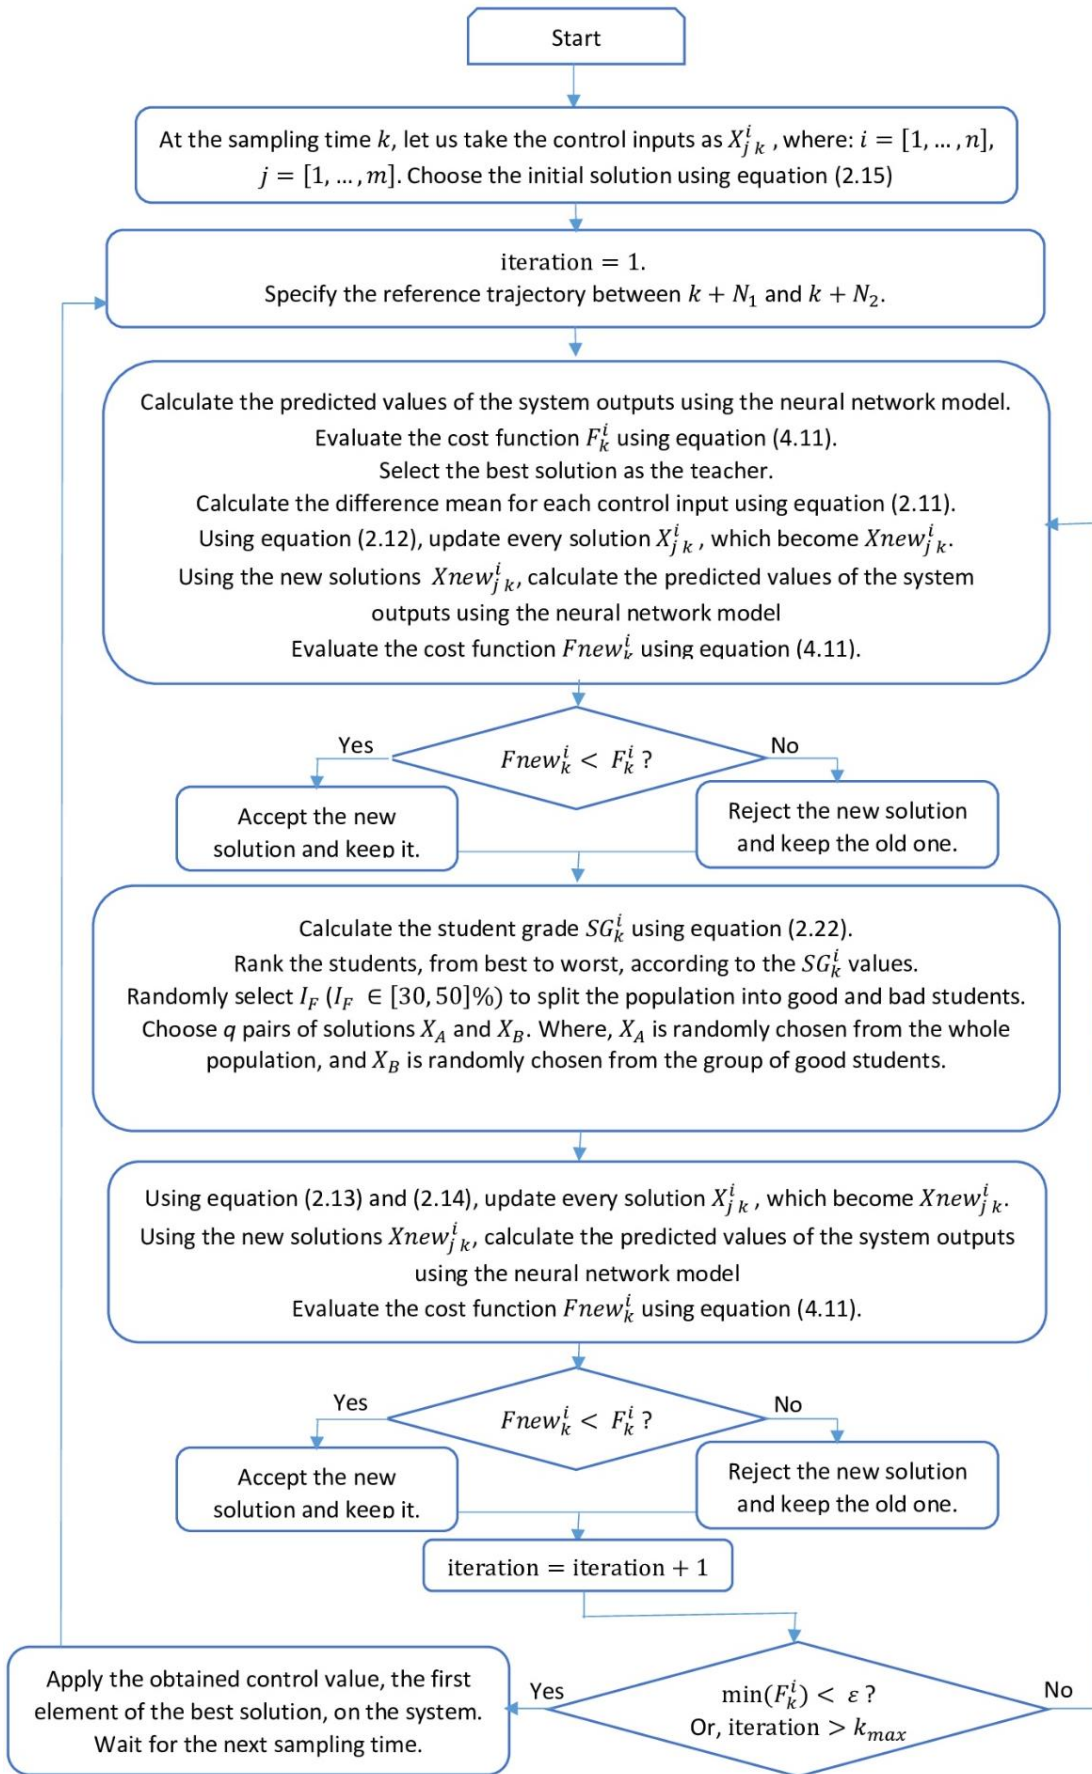 Start
At the sampling time k, let us take the control inputs as X^i_{j k} , where: i = [1, … , n],
j = [1, … , m]. Choose the initial solution using equation (2.15)
iteration = 1.
Specify the reference trajectory between k + N_1 and k + N_2.
Calculate the predicted values of the system outputs using the neural network model.
Evaluate the cost function F^i_k using equation (4.11).
Select the best solution as the teacher.
Calculate the difference mean for each control input using equation (2.11).
Using equation (2.12), update every solution X^i_{j k} , which become Xnew^i_{j k}.
Using the new solutions Xnew^i_{j k}, calculate the predicted values of the system
outputs using the neural network model
Evaluate the cost function Fnew^i_k using equation (4.11).
Fnew^i_k < F^i_k ?
Yes
No
Accept the new
solution and keep it.
Reject the new solution
and keep the old one.
Calculate the student grade SG^i_k using equation (2.22).
Rank the students, from best to worst, according to the SG^i_k values.
Randomly select I_F (I_F ∈ [30, 50]%) to split the population into good and bad students.
Choose q pairs of solutions X_A and X_B. Where, X_A is randomly chosen from the whole
population, and X_B is randomly chosen from the group of good students.
Using equation (2.13) and (2.14), update every solution X^i_{j k} , which become Xnew^i_{j k}.
Using the new solutions Xnew^i_{j k}, calculate the predicted values of the system outputs
using the neural network model
Evaluate the cost function Fnew^i_k using equation (4.11).
Fnew^i_k < F^i_k ?
Yes
No
Accept the new
solution and keep it.
Reject the new solution
and keep the old one.
iteration = iteration + 1
min(F^i_k) < ε ?
Or, iteration > k_{max}
Yes
No
Apply the obtained control value, the first
element of the best solution, on the system.
Wait for the next sampling time.